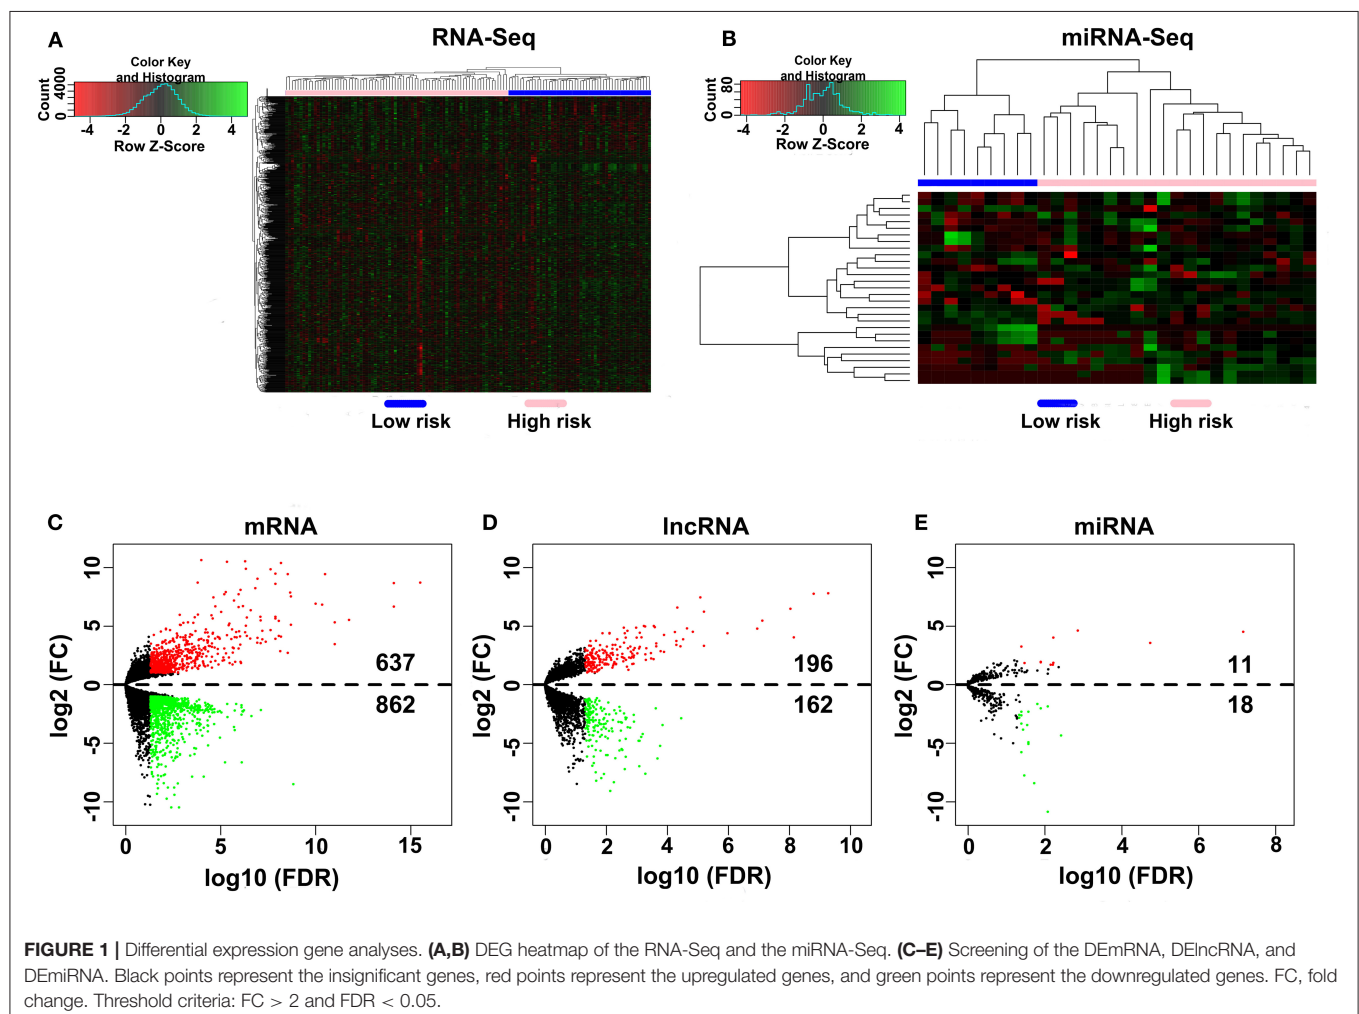 A
RNA-Seq
Color Key
and Histogram
Count
0 4000
-4 -2 0 2 4
Row Z-Score
Low risk
High risk
B
miRNA-Seq
Color Key
and Histogram
Count
0 80
-4 -2 0 2 4
Row Z-Score
Low risk
High risk
C
mRNA
log2 (FC)
10
5
0
-5
-10
637
862
0 5 10 15
log10 (FDR)
D
lncRNA
log2 (FC)
10
5
0
-5
-10
196
162
0 2 4 6 8 10
log10 (FDR)
E
miRNA
log2 (FC)
10
5
0
-5
-10
11
18
0 2 4 6 8
log10 (FDR)
FIGURE 1 | Differential expression gene analyses. (A,B) DEG heatmap of the RNA-Seq and the miRNA-Seq. (C–E) Screening of the DEmRNA, DElncRNA, and
DEmiRNA. Black points represent the insignificant genes, red points represent the upregulated genes, and green points represent the downregulated genes. FC, fold
change. Threshold criteria: FC > 2 and FDR < 0.05.